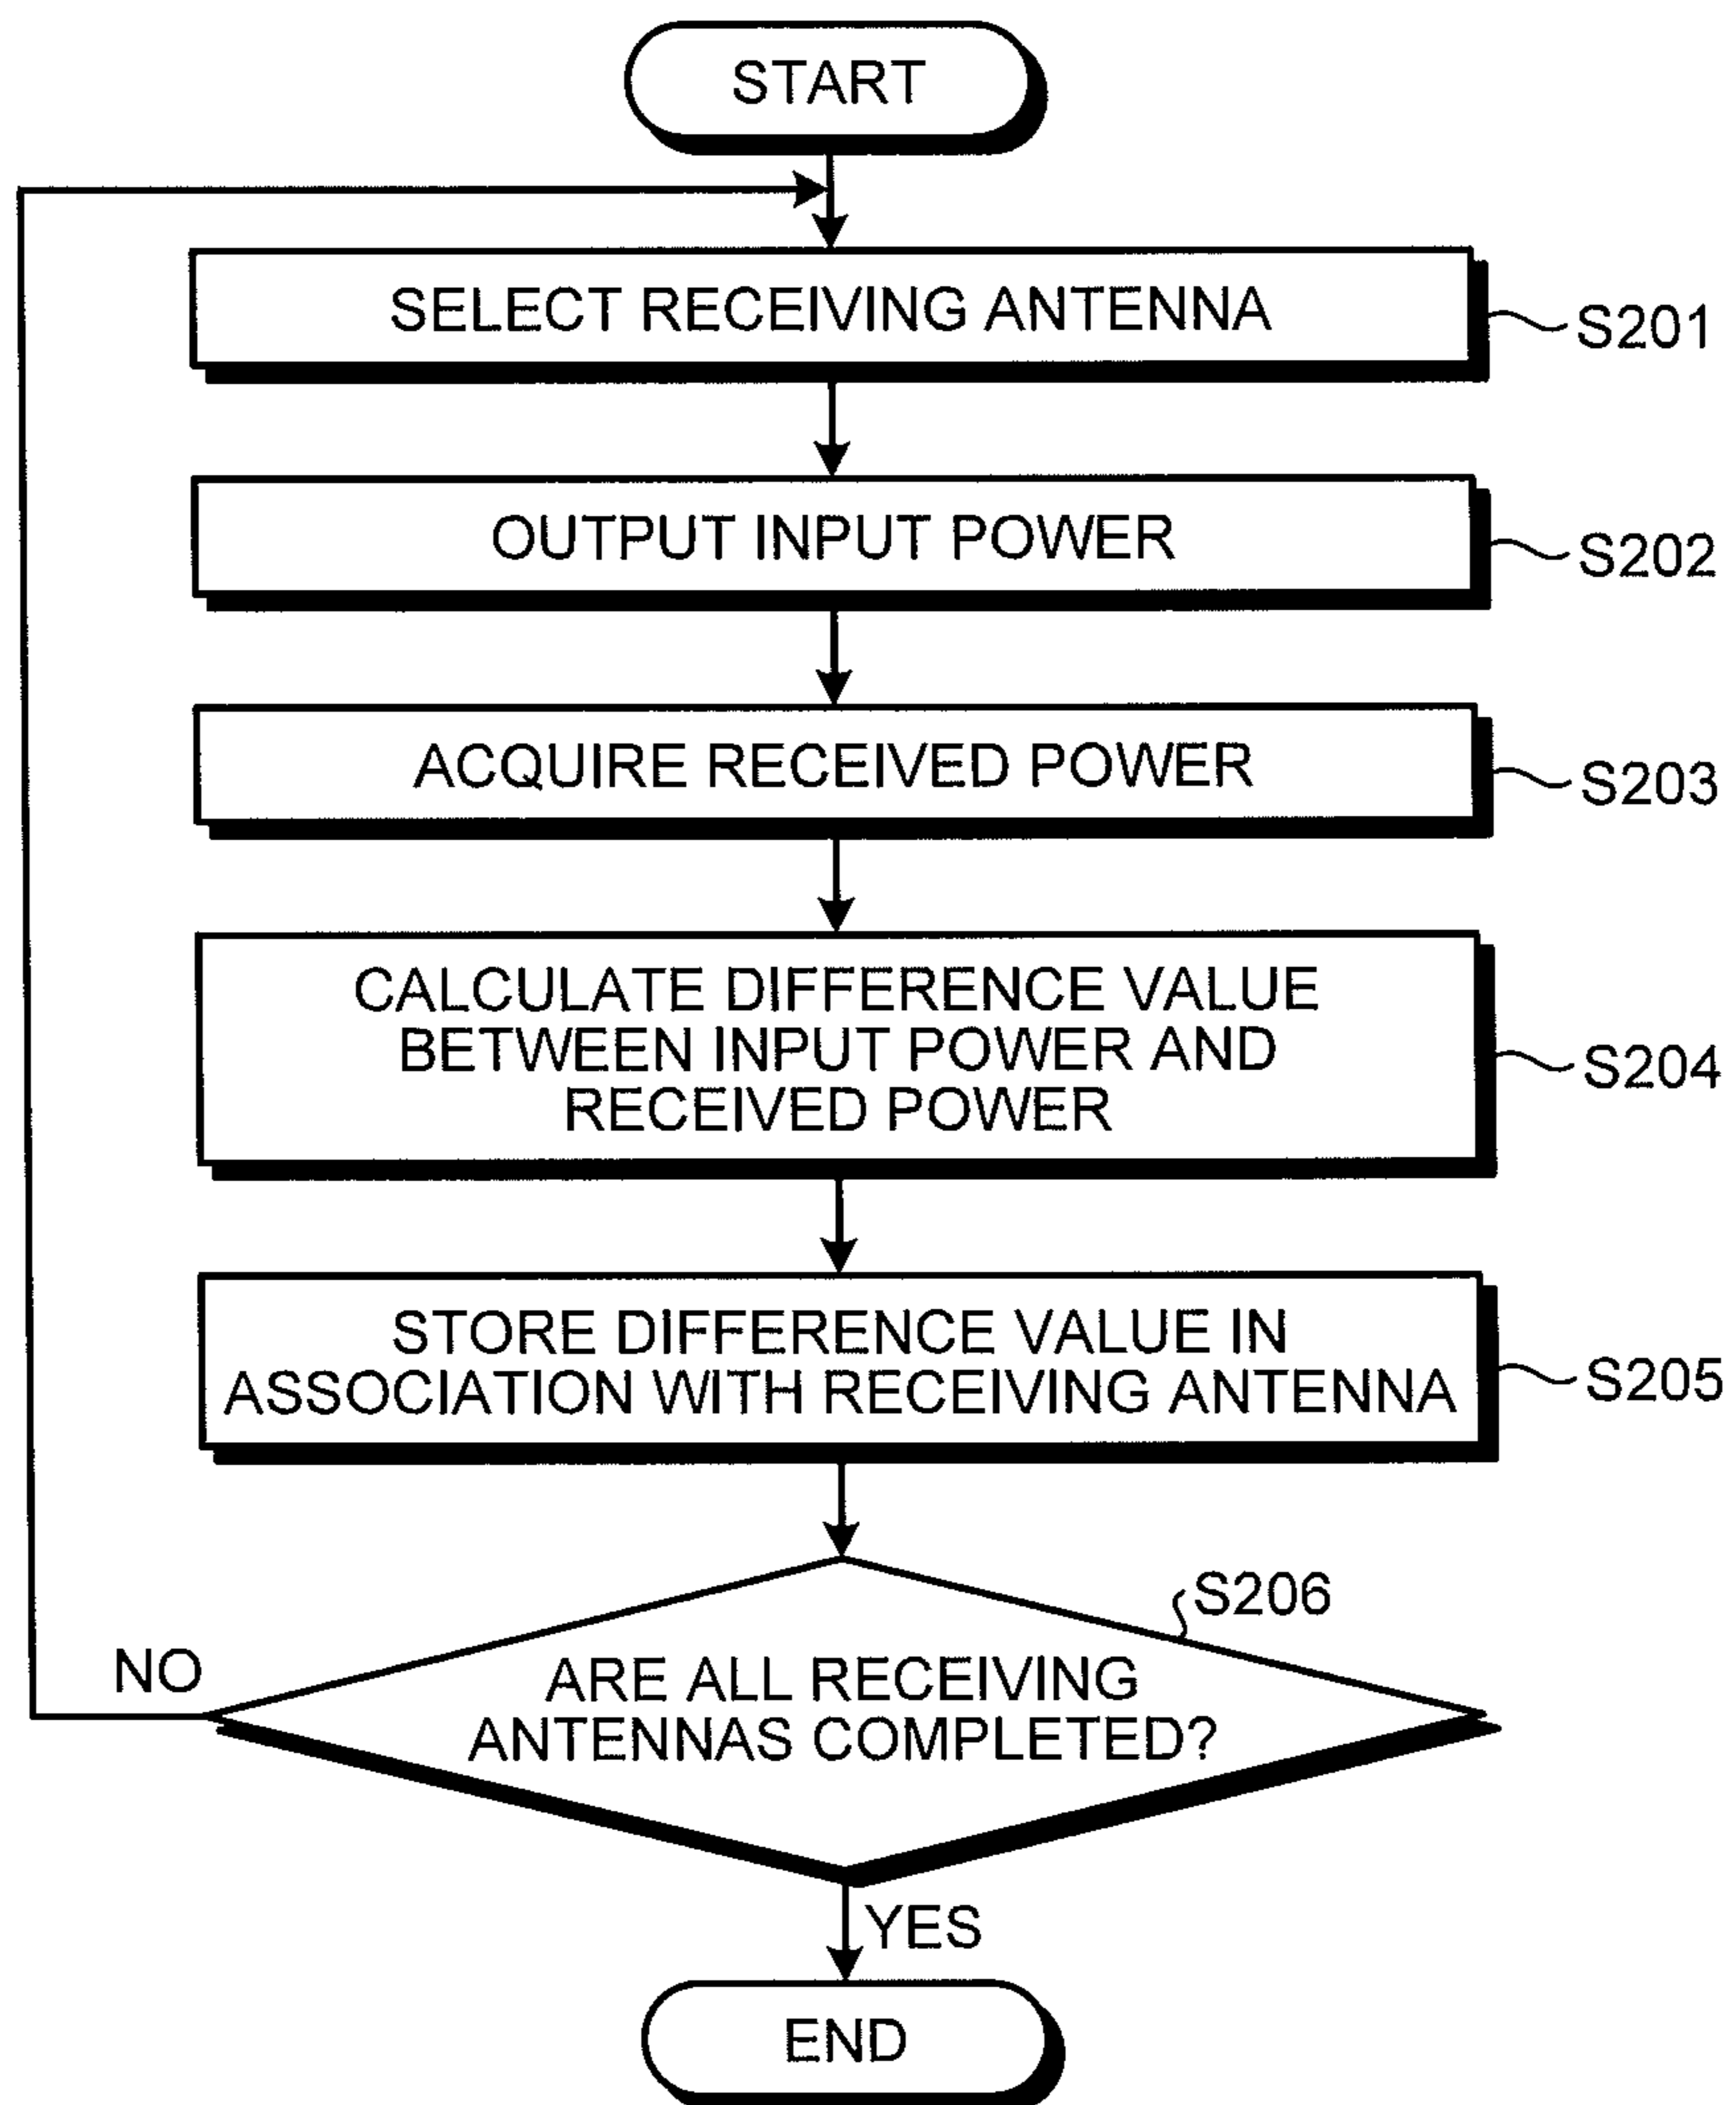 START
SELECT RECEIVING ANTENNA
S201
OUTPUT INPUT POWER
S202
ACQUIRE RECEIVED POWER
S203
CALCULATE DIFFERENCE VALUE
BETWEEN INPUT POWER AND
RECEIVED POWER
S204
STORE DIFFERENCE VALUE IN
ASSOCIATION WITH RECEIVING ANTENNA
S205
S206
NO
ARE ALL RECEIVING
ANTENNAS COMPLETED?
YES
END